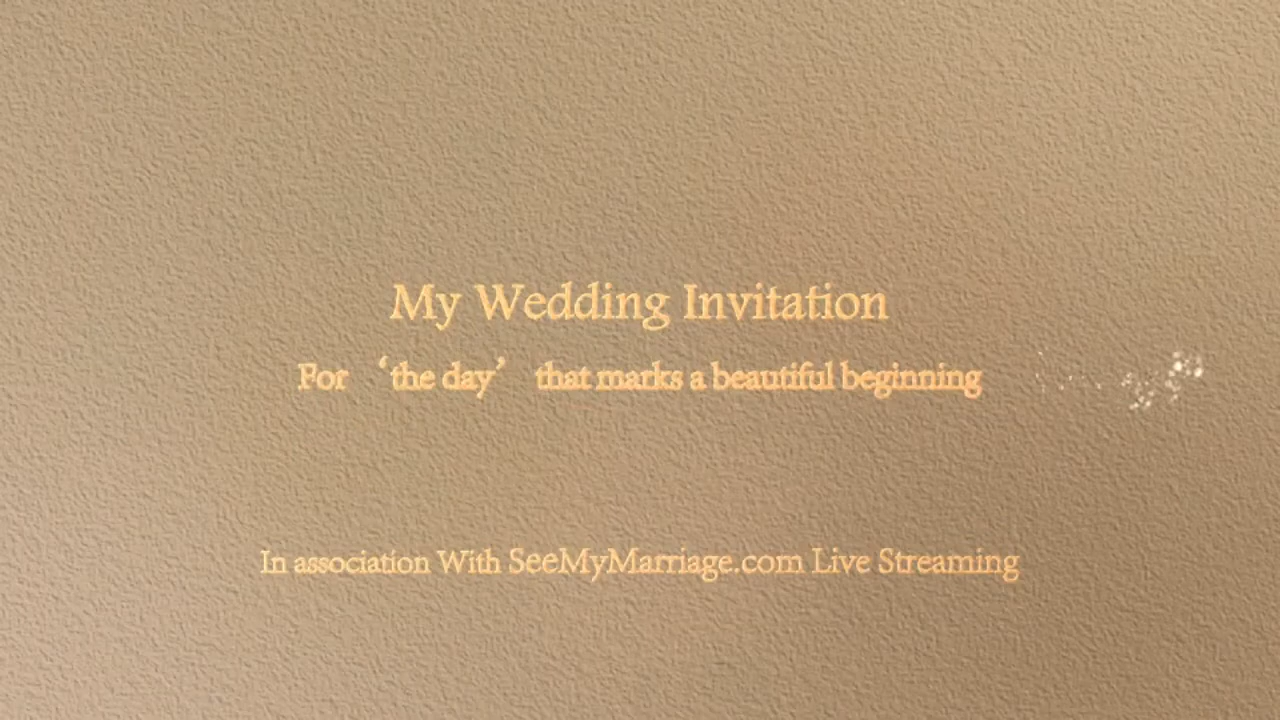 My Wedding Invitation
For ‘the day’ that marks a beautiful beginning
In association With SeeMyMarriage.com Live Streaming